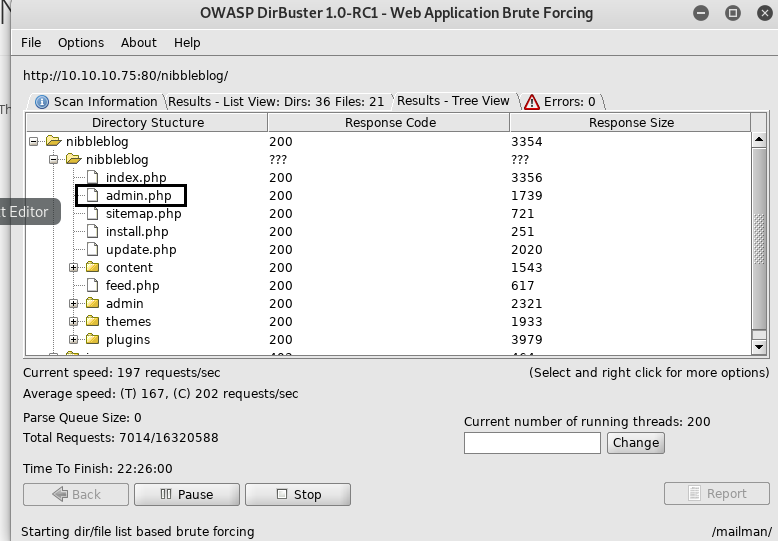 OWASP DirBuster 1.0-RC1 - Web Application Brute Forcing
File Options About Help
http://10.10.10.75:80/nibbleblog/
Scan Information Results - List View: Dirs: 36 Files: 21 Results - Tree View Errors: 0
Directory Stucture Response Code Response Size
nibbleblog 200 3354
nibbleblog ??? ???
index.php 200 3356
admin.php 200 1739
t Editor
sitemap.php 200 721
install.php 200 251
update.php 200 2020
content 200 1543
feed.php 200 617
admin 200 2321
themes 200 1933
plugins 200 3979
Current speed: 197 requests/sec (Select and right click for more options)
Average speed: (T) 167, (C) 202 requests/sec
Parse Queue Size: 0 Current number of running threads: 200
Total Requests: 7014/16320588 Change
Time To Finish: 22:26:00
Back Pause Stop Report
Starting dir/file list based brute forcing /mailman/